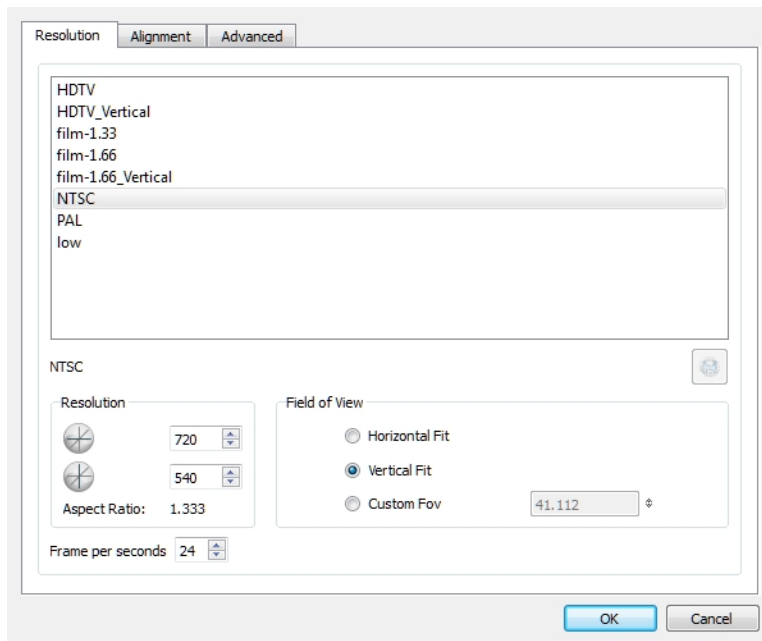 Resolution Alignment Advanced
HDTV
HDTV_Vertical
film-1.33
film-1.66
film-1.66_Vertical
NTSC
PAL
low
NTSC
Resolution
720
540
Aspect Ratio: 1.333
Field of View
Horizontal Fit
Vertical Fit
Custom Fov 41.112
Frame per seconds 24
OK Cancel